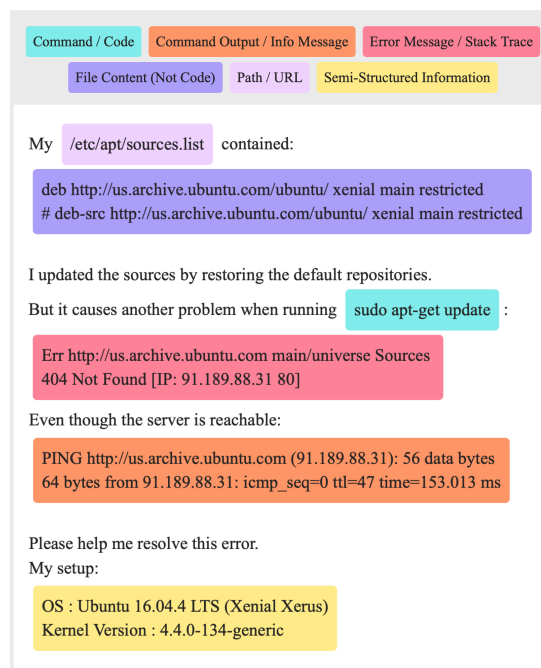 Command / Code Command Output / Info Message Error Message / Stack Trace
File Content (Not Code) Path / URL Semi-Structured Information
My /etc/apt/sources.list contained:
deb http://us.archive.ubuntu.com/ubuntu/ xenial main restricted
# deb-src http://us.archive.ubuntu.com/ubuntu/ xenial main restricted
I updated the sources by restoring the default repositories.
But it causes another problem when running sudo apt-get update :
Err http://us.archive.ubuntu.com main/universe Sources
404 Not Found [IP: 91.189.88.31 80]
Even though the server is reachable:
PING http://us.archive.ubuntu.com (91.189.88.31): 56 data bytes
64 bytes from 91.189.88.31: icmp_seq=0 ttl=47 time=153.013 ms
Please help me resolve this error.
My setup:
OS : Ubuntu 16.04.4 LTS (Xenial Xerus)
Kernel Version : 4.4.0-134-generic